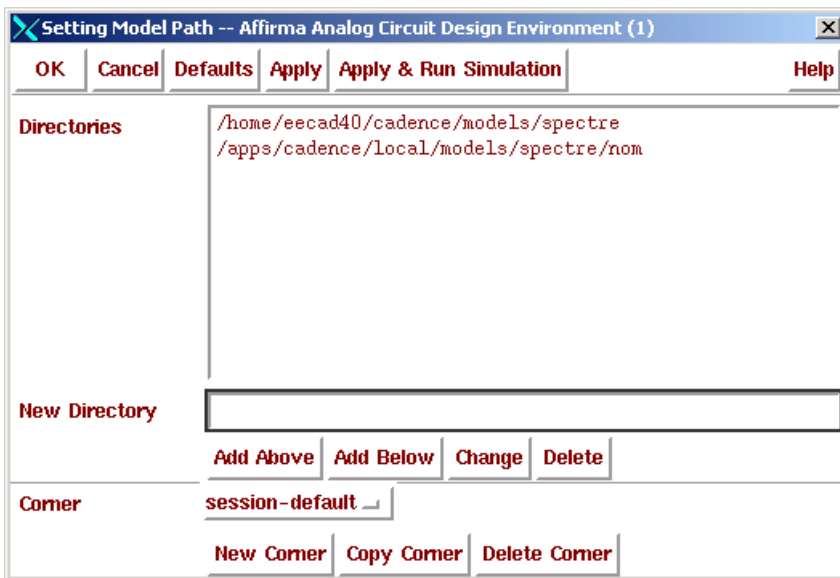 Setting Model Path -- Affirma Analog Circuit Design Environment (1)
OK Cancel Defaults Apply Apply & Run Simulation Help
Directories
/home/eecad40/cadence/models/spectre
/apps/cadence/local/models/spectre/nom
New Directory
Add Above Add Below Change Delete
Corner session-default
New Corner Copy Corner Delete Corner